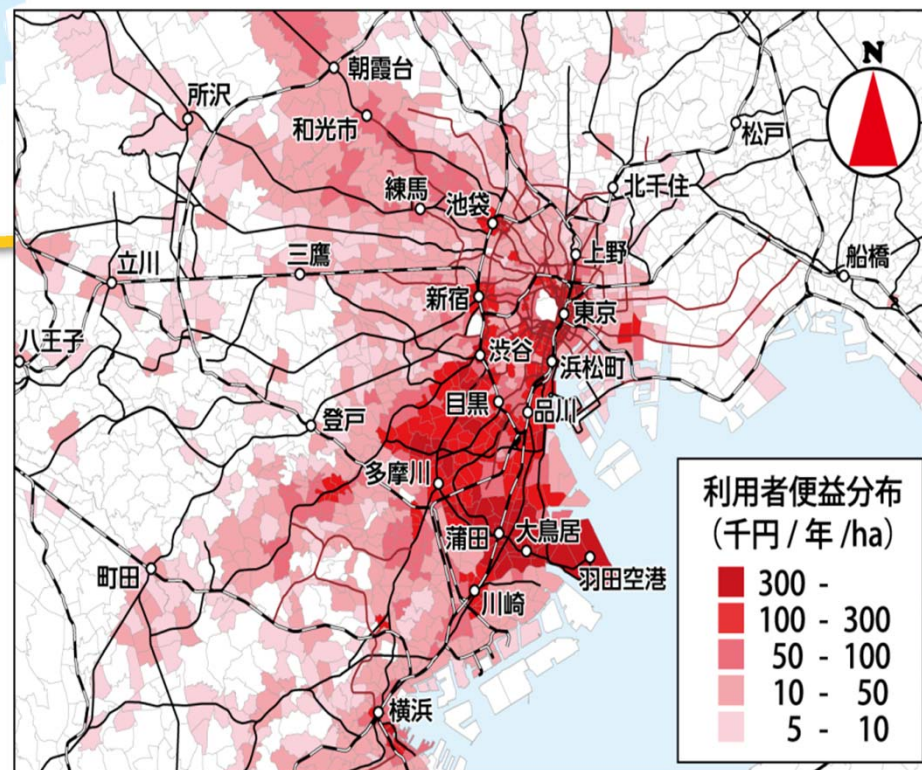 朝霞台
所沢
和光市
松戸
N
練馬
池袋
北千住
上野
立川
三鷹
船橋
新宿
東京
八王子
渋谷
浜松町
目黒
品川
登戸
多摩川
蒲田
大鳥居
羽田空港
町田
川崎
横浜
利用者便益分布
(千円 / 年 /ha)
300 -
100 - 300
50 - 100
10 - 50
5 - 10